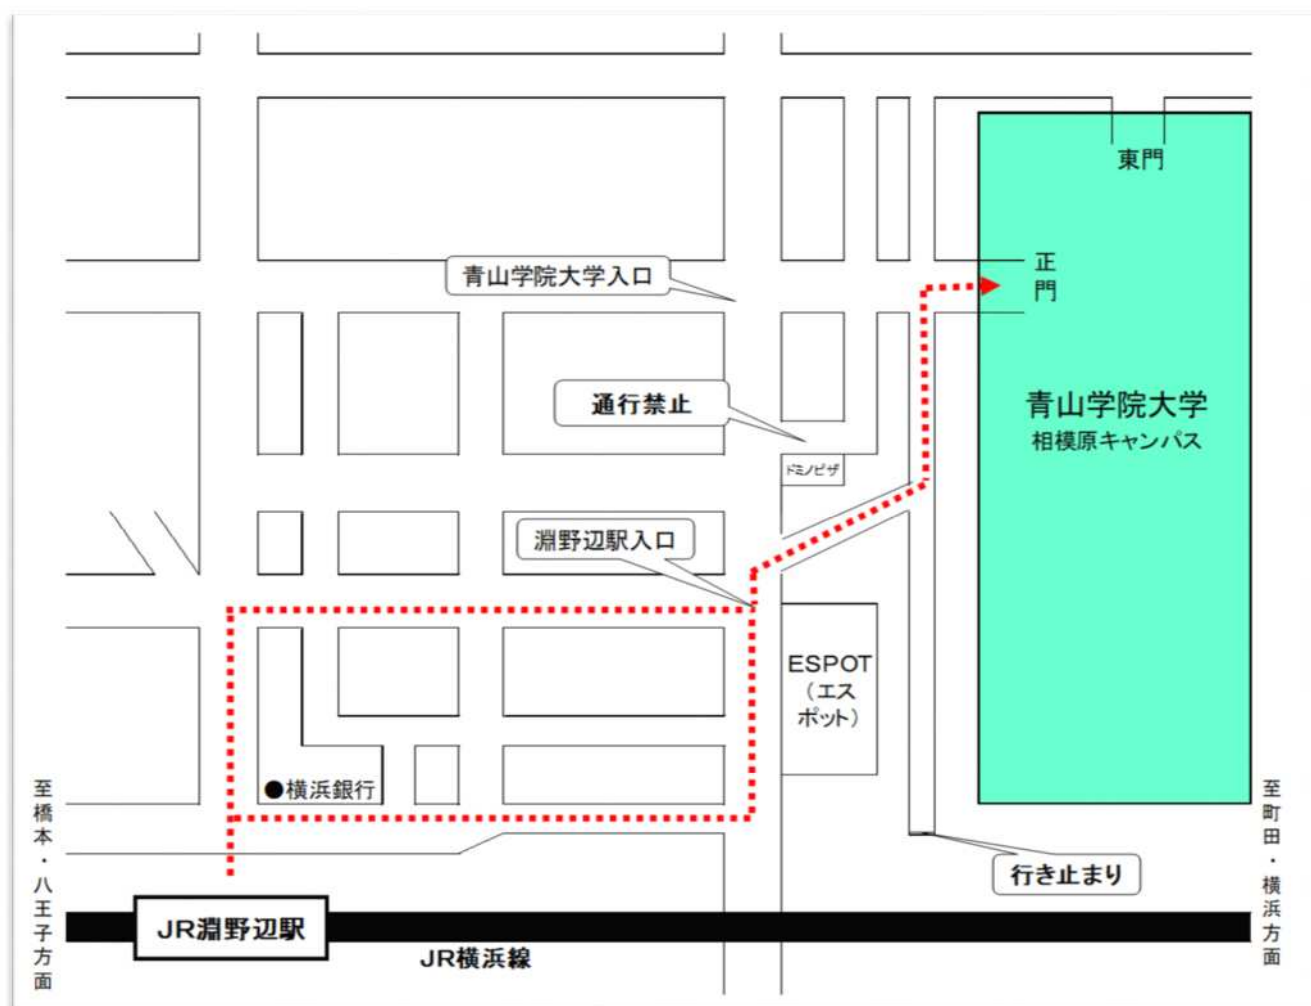 東門
正
門
青山学院大学入口
通行禁止
青山学院大学
相模原キャンパス
ドミノピザ
淵野辺駅入口
ESPOT
(エス
ポット)
●横浜銀行
至橋本・八王子方面
至町田・横浜方面
行き止まり
JR淵野辺駅
JR横浜線